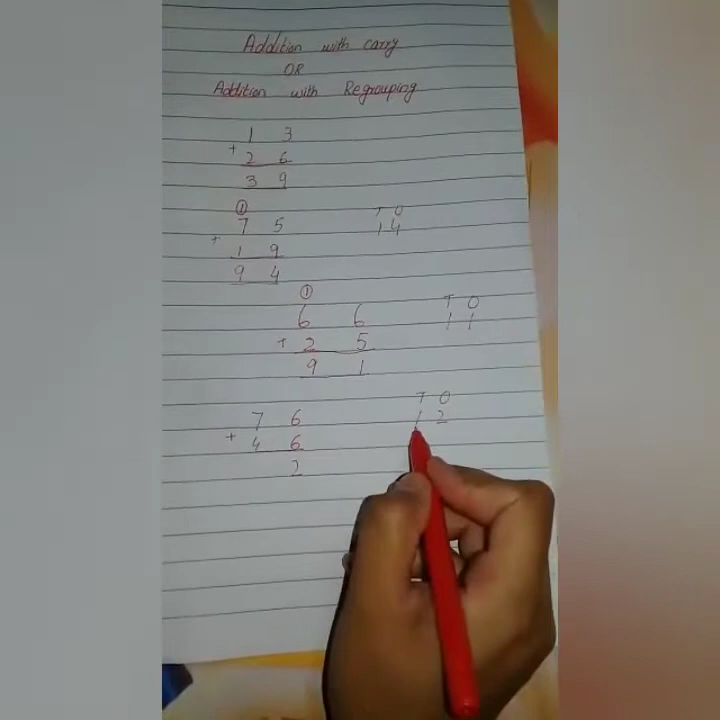 Addition with carry
OR
Addition with Regrouping
1 3
+ 2 6
3 9
①
7 5
T O
1 4
+ 1 9
9 4
①
6 6
T O
1 1
+ 2 5
9 1
7 6
T O
1 2
+ 4 6
2